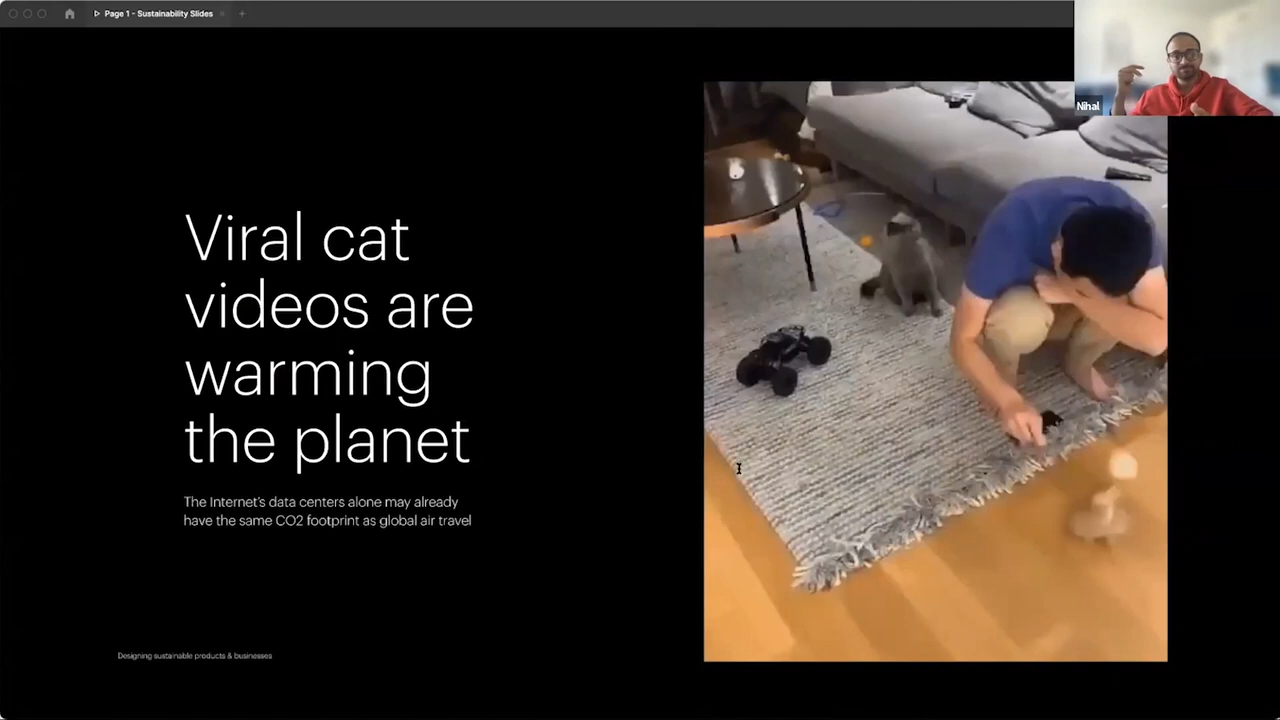 Page 1 - Sustainability Slides
Nihal
Viral cat
videos are
warming
the planet
The Internet's data centers alone may already
have the same CO2 footprint as global air travel
Designing sustainable products & businesses